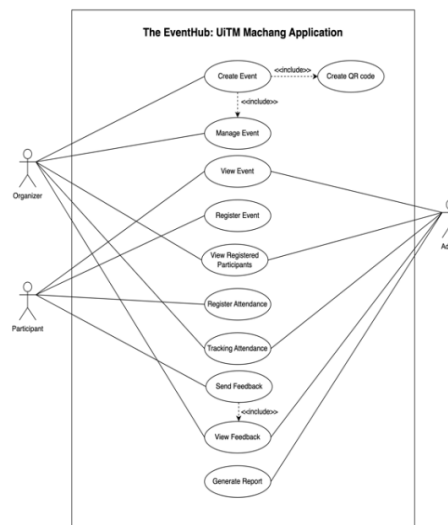 The EventHub: UiTM Machang Application
Create Event
<<include>>
Create QR code
<<include>>
Manage Event
View Event
Organizer
Register Event
Ad
View Registered
Participants
Register Attendance
Participant
Tracking Attendance
Send Feedback
<<include>>
View Feedback
Generate Report